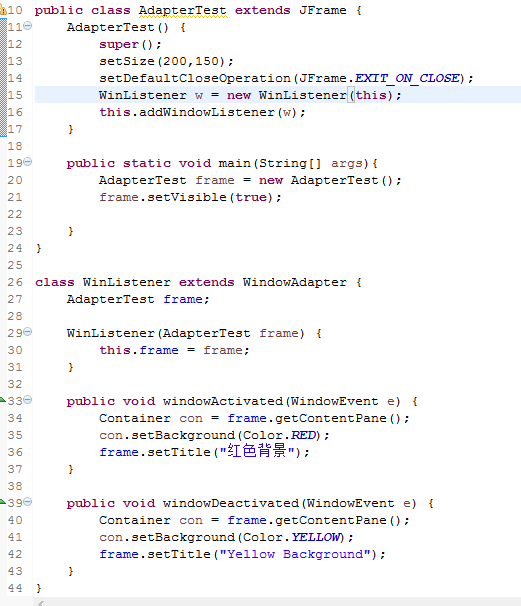 10 public class AdapterTest extends JFrame {
11 AdapterTest() {
12 super();
13 setSize(200,150);
14 setDefaultCloseOperation(JFrame.EXIT_ON_CLOSE);
15 WinListener w = new WinListener(this);
16 this.addWindowListener(w);
17 }
18
19 public static void main(String[] args){
20 AdapterTest frame = new AdapterTest();
21 frame.setVisible(true);
22
23 }
24 }
25
26 class WinListener extends WindowAdapter {
27 AdapterTest frame;
28
29 WinListener(AdapterTest frame) {
30 this.frame = frame;
31 }
32
33 public void windowActivated(WindowEvent e) {
34 Container con = frame.getContentPane();
35 con.setBackground(Color.RED);
36 frame.setTitle("红色背景");
37 }
38
39 public void windowDeactivated(WindowEvent e) {
40 Container con = frame.getContentPane();
41 con.setBackground(Color.YELLOW);
42 frame.setTitle("Yellow Background");
43 }
44 }